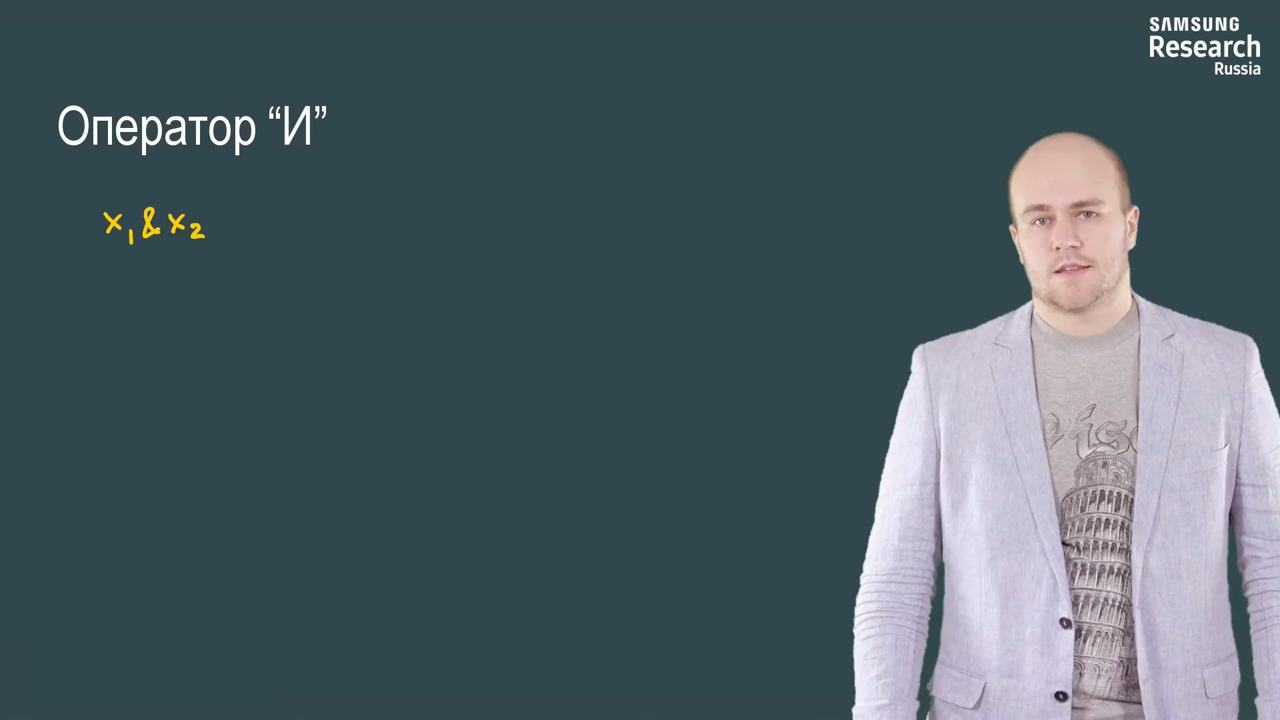 SAMSUNG
Research
Russia
Оператор “И”
x₁ & x₂